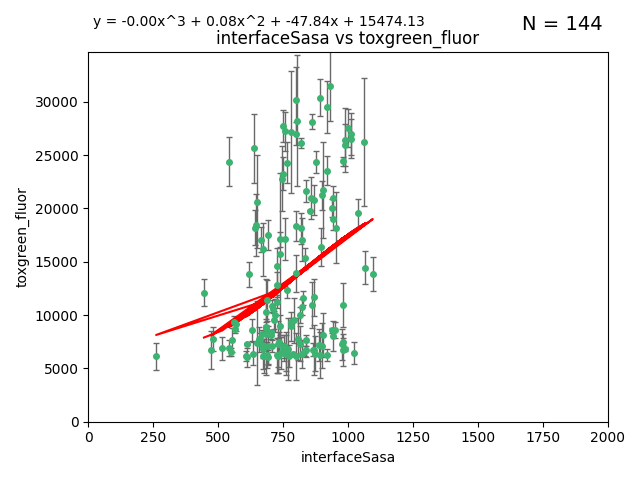 y = -0.00x^3 + 0.08x^2 + -47.84x + 15474.13
N = 144
interfaceSasa vs toxgreen_fluor
30000
25000
20000
15000
10000
5000
0
toxgreen_fluor
0 250 500 750 1000 1250 1500 1750 2000
interfaceSasa